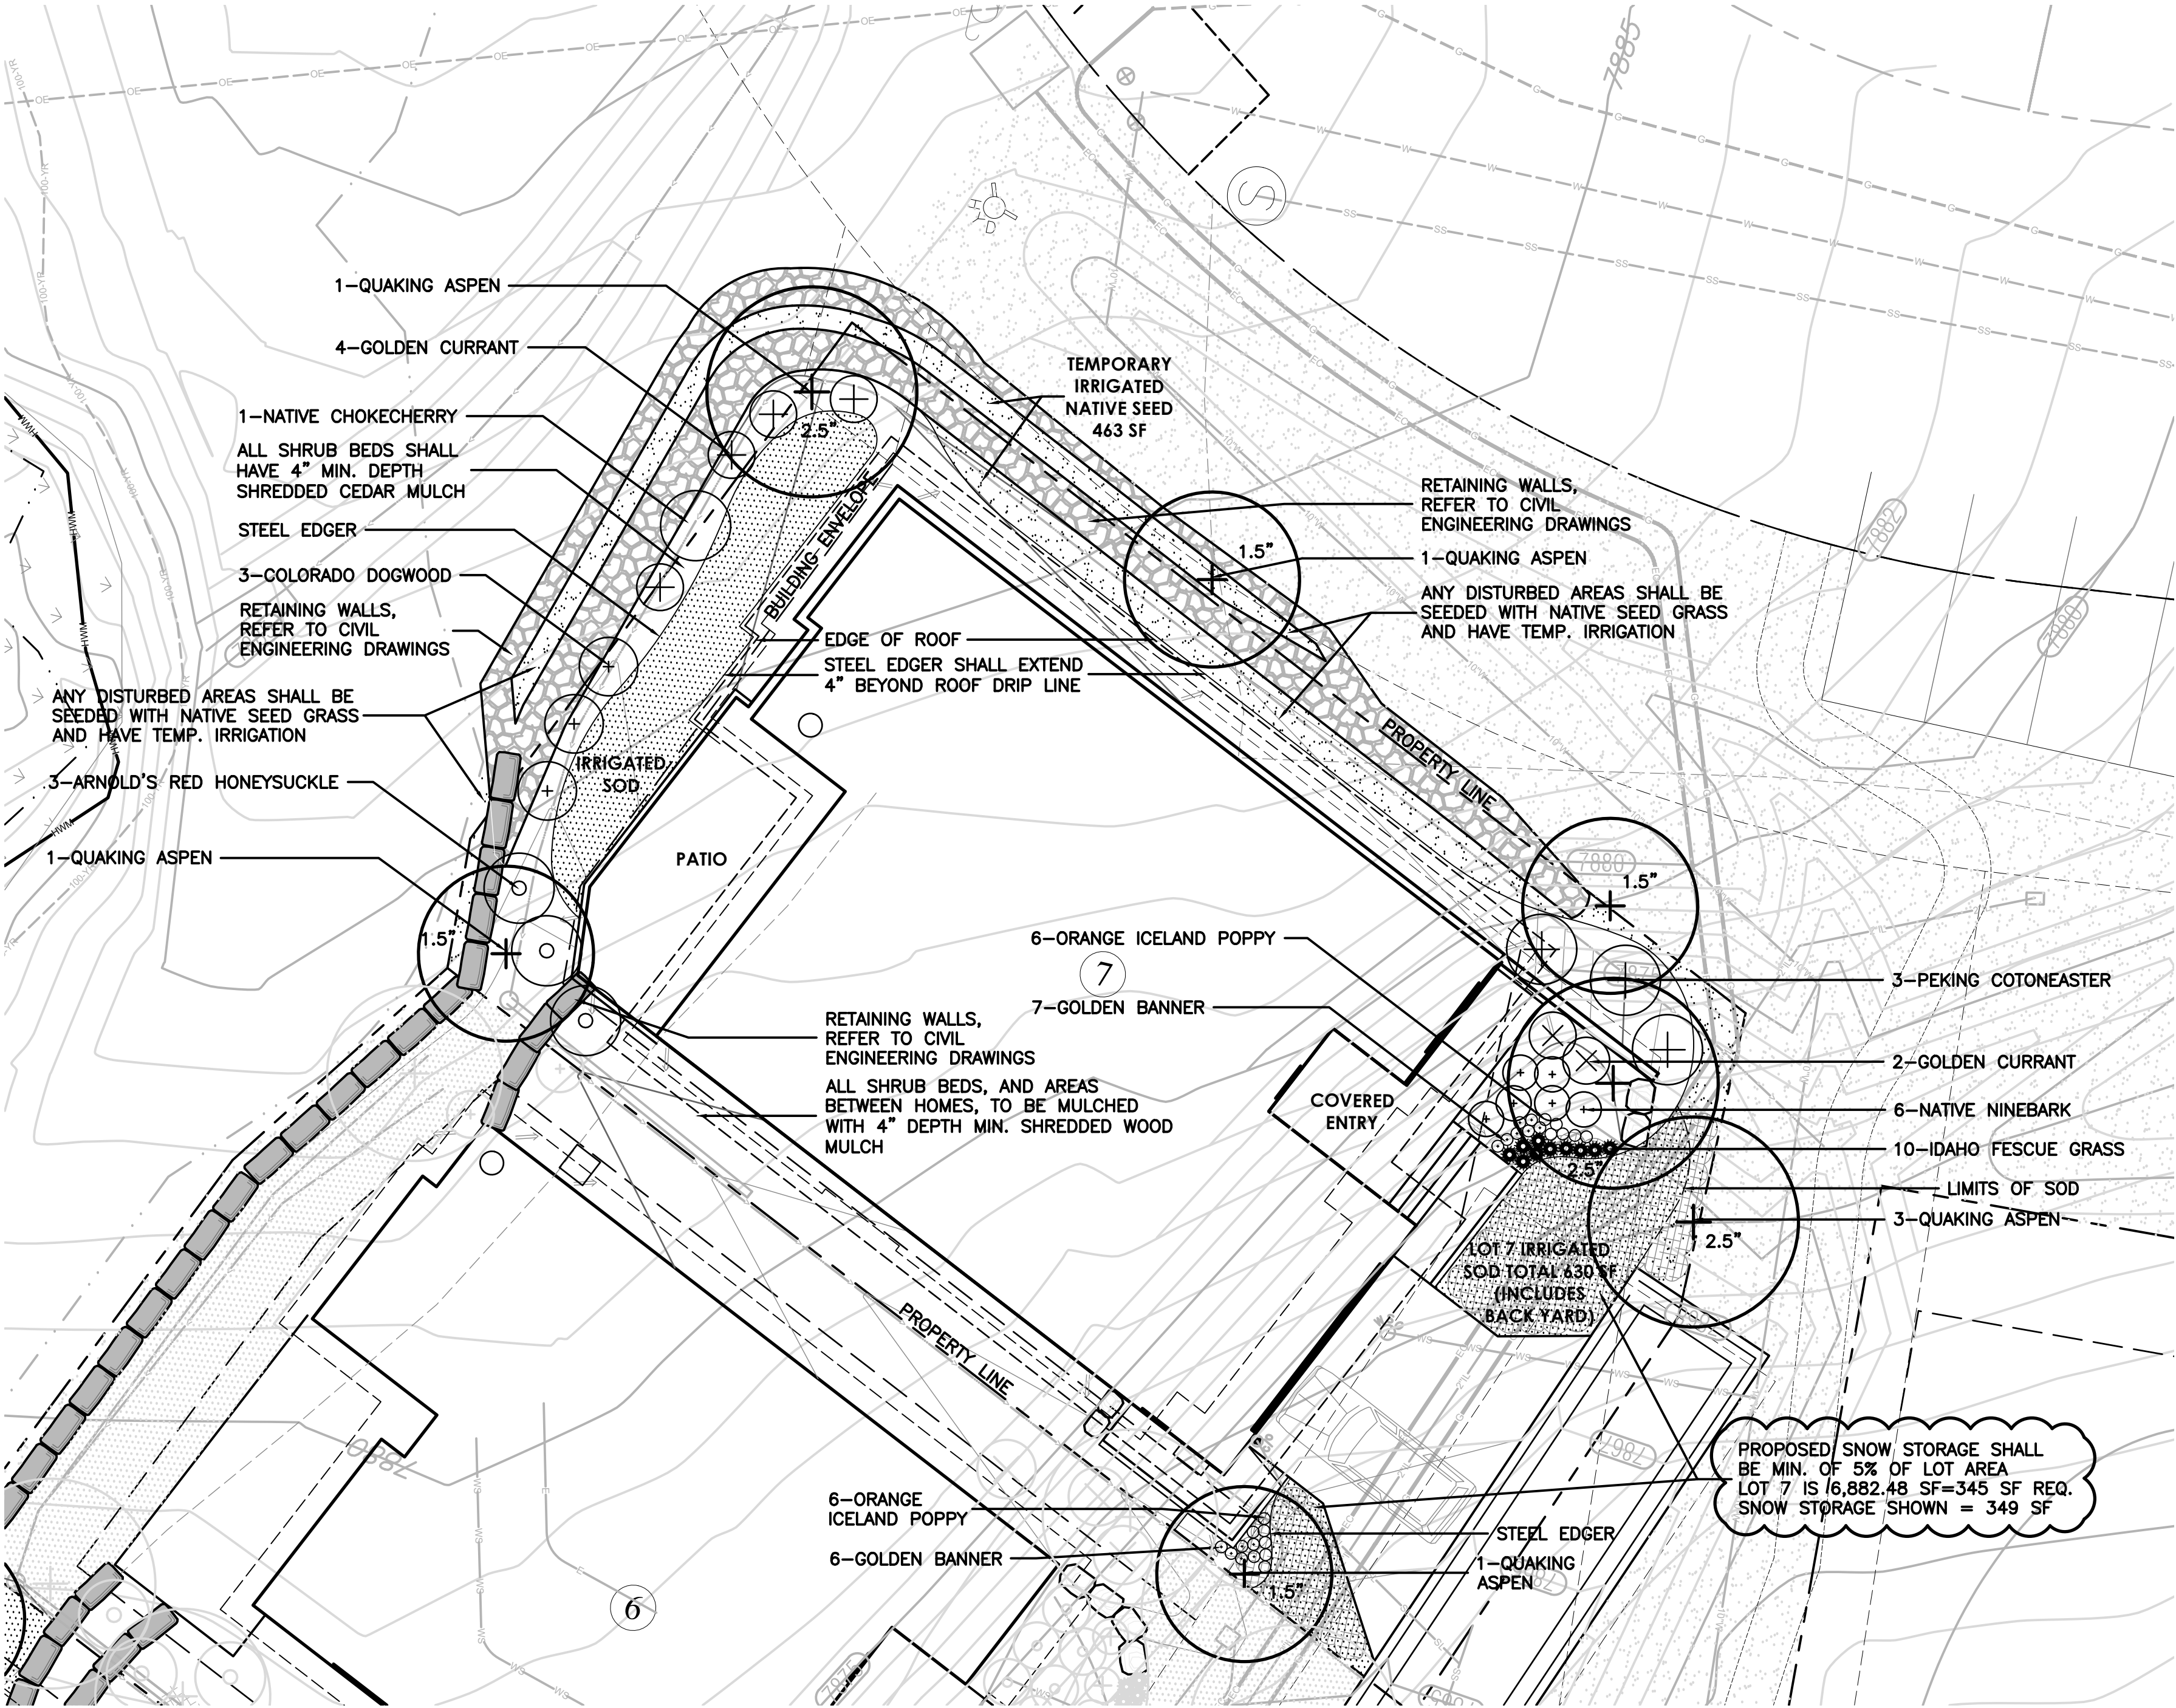 7885
S
1-QUAKING ASPEN
4-GOLDEN CURRANT
1-NATIVE CHOKECHERRY
ALL SHRUB BEDS SHALL
HAVE 4" MIN. DEPTH
SHREDDED CEDAR MULCH
STEEL EDGER
3-COLORADO DOGWOOD
RETAINING WALLS,
REFER TO CIVIL
ENGINEERING DRAWINGS
ANY DISTURBED AREAS SHALL BE
SEEDED WITH NATIVE SEED GRASS
AND HAVE TEMP. IRRIGATION
3-ARNOLD'S RED HONEYSUCKLE
1-QUAKING ASPEN
1.5"
2.5"
BUILDING ENVELOPE
IRRIGATED
SOD
PATIO
TEMPORARY
IRRIGATED
NATIVE SEED
463 SF
EDGE OF ROOF
STEEL EDGER SHALL EXTEND
4" BEYOND ROOF DRIP LINE
RETAINING WALLS,
REFER TO CIVIL
ENGINEERING DRAWINGS
1.5"
1-QUAKING ASPEN
ANY DISTURBED AREAS SHALL BE
SEEDED WITH NATIVE SEED GRASS
AND HAVE TEMP. IRRIGATION
7882
7880
PROPERTY LINE
7880
1.5"
6-ORANGE ICELAND POPPY
7
7-GOLDEN BANNER
RETAINING WALLS,
REFER TO CIVIL
ENGINEERING DRAWINGS
ALL SHRUB BEDS, AND AREAS
BETWEEN HOMES, TO BE MULCHED
WITH 4" DEPTH MIN. SHREDDED WOOD
MULCH
COVERED
ENTRY
3-PEKING COTONEASTER
2-GOLDEN CURRANT
6-NATIVE NINEBARK
10-IDAHO FESCUE GRASS
LIMITS OF SOD
3-QUAKING ASPEN
2.5"
2.5"
LOT 7 IRRIGATED
SOD TOTAL 630 SF
(INCLUDES
BACK YARD)
PROPERTY LINE
7880
7867
PROPOSED SNOW STORAGE SHALL
BE MIN. OF 5% OF LOT AREA
LOT 7 IS 6,882.48 SF=345 SF REQ.
SNOW STORAGE SHOWN = 349 SF
6-ORANGE
ICELAND POPPY
6-GOLDEN BANNER
STEEL EDGER
1-QUAKING
ASPEN
1.5"
6